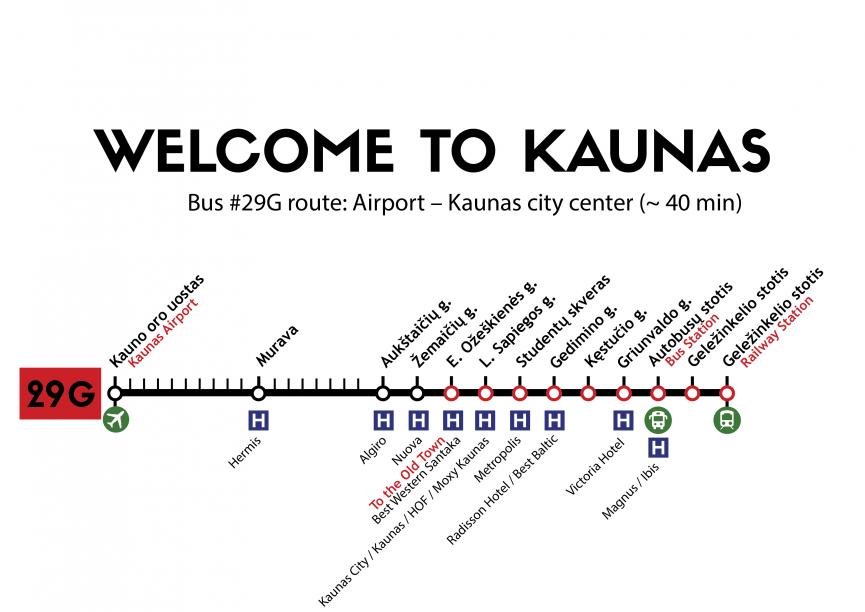 WELCOME TO KAUNAS
Bus #29G route: Airport – Kaunas city center (~ 40 min)
29G
Kauno oro uostas
Kaunas Airport
Murava
Aukštaičių g.
Žemaičių g.
E. Ožeškienės g.
L. Sapiegos g.
Studentų skveras
Gedimino g.
Kęstučio g.
Griunvaldo g.
Autobusų stotis
Bus Station
Geležinkelio stotis
Geležinkelio stotis
Railway Station
H
H
H
H
H
H
H
H
H
Hermis
Algiro
Nuova
To the Old Town
Best Western Santaka
Kaunas City / Kaunas / HOF / Moxy Kaunas
Metropolis
Radisson Hotel / Best Baltic
Victoria Hotel
Magnus / Ibis